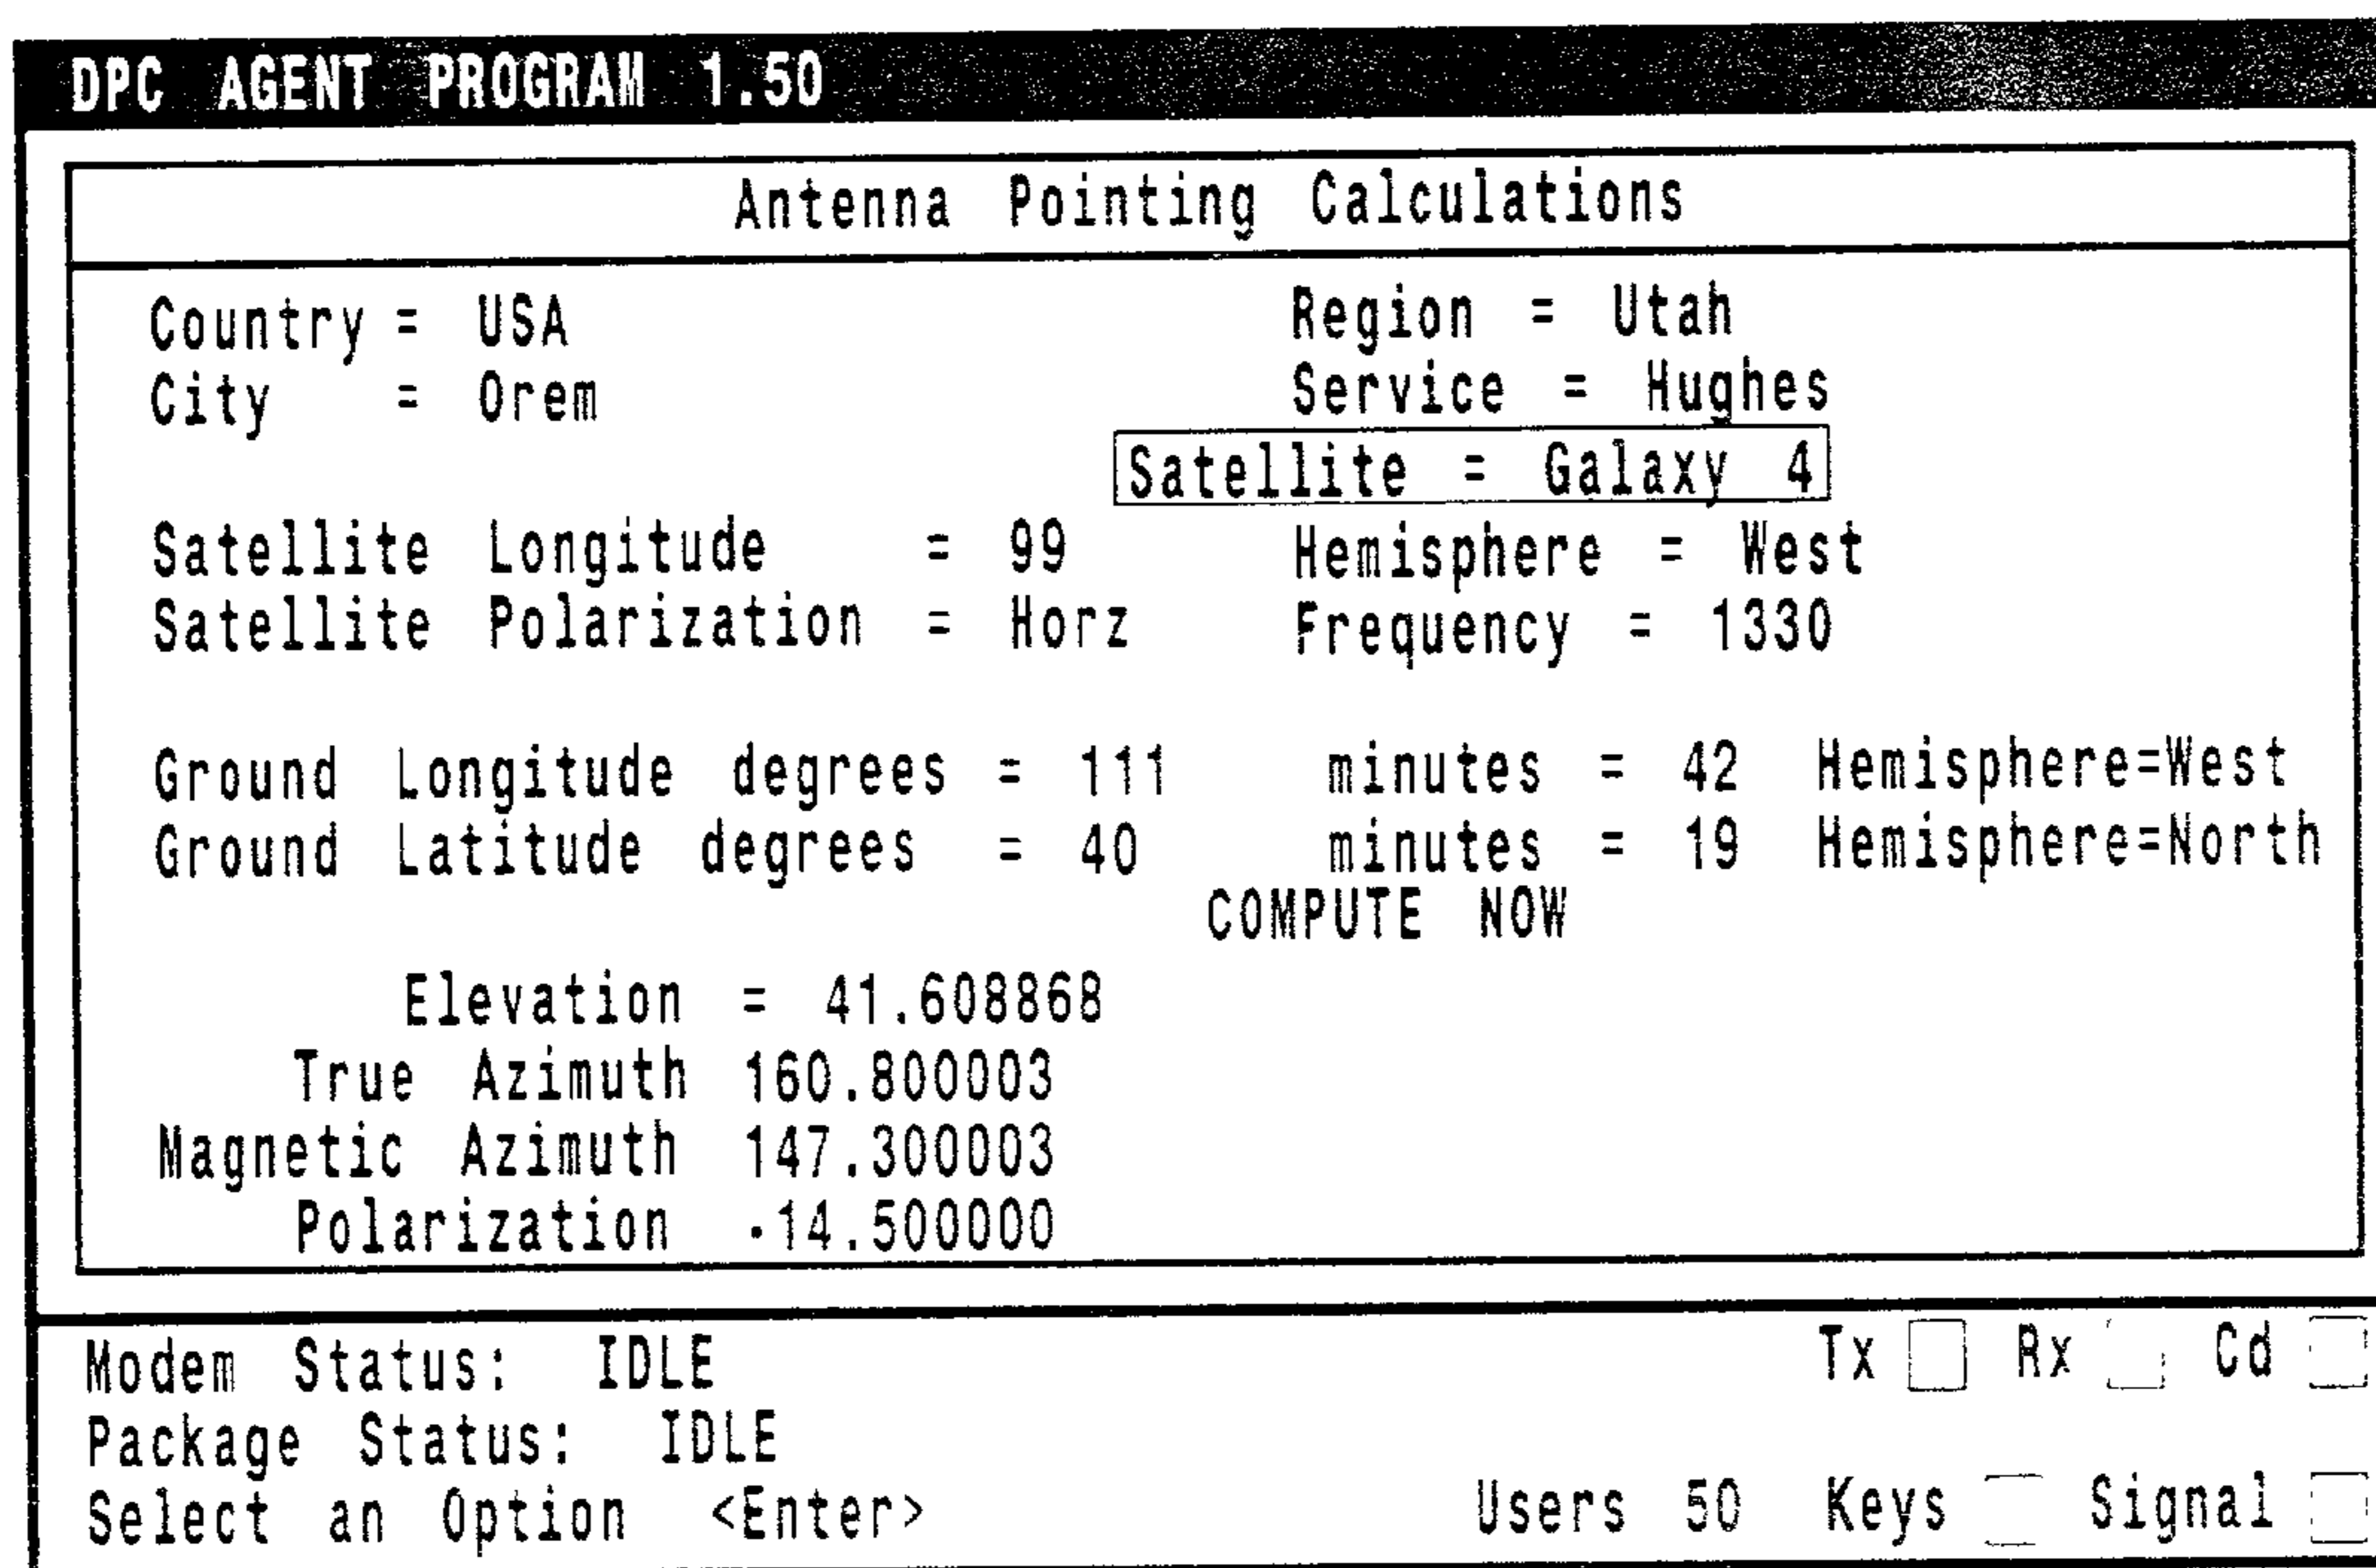 DPC AGENT PROGRAM 1.50
Antenna Pointing Calculations
Country = USA Region = Utah
City = Orem Service = Hughes
Satellite = Galaxy 4
Satellite Longitude = 99 Hemisphere = West
Satellite Polarization = Horz Frequency = 1330
Ground Longitude degrees = 111 minutes = 42 Hemisphere=West
Ground Latitude degrees = 40 minutes = 19 Hemisphere=North
COMPUTE NOW
Elevation = 41.608868
True Azimuth 160.800003
Magnetic Azimuth 147.300003
Polarization -14.500000
Modem Status: IDLE Tx Rx Cd
Package Status: IDLE
Select an Option <Enter> Users 50 Keys Signal